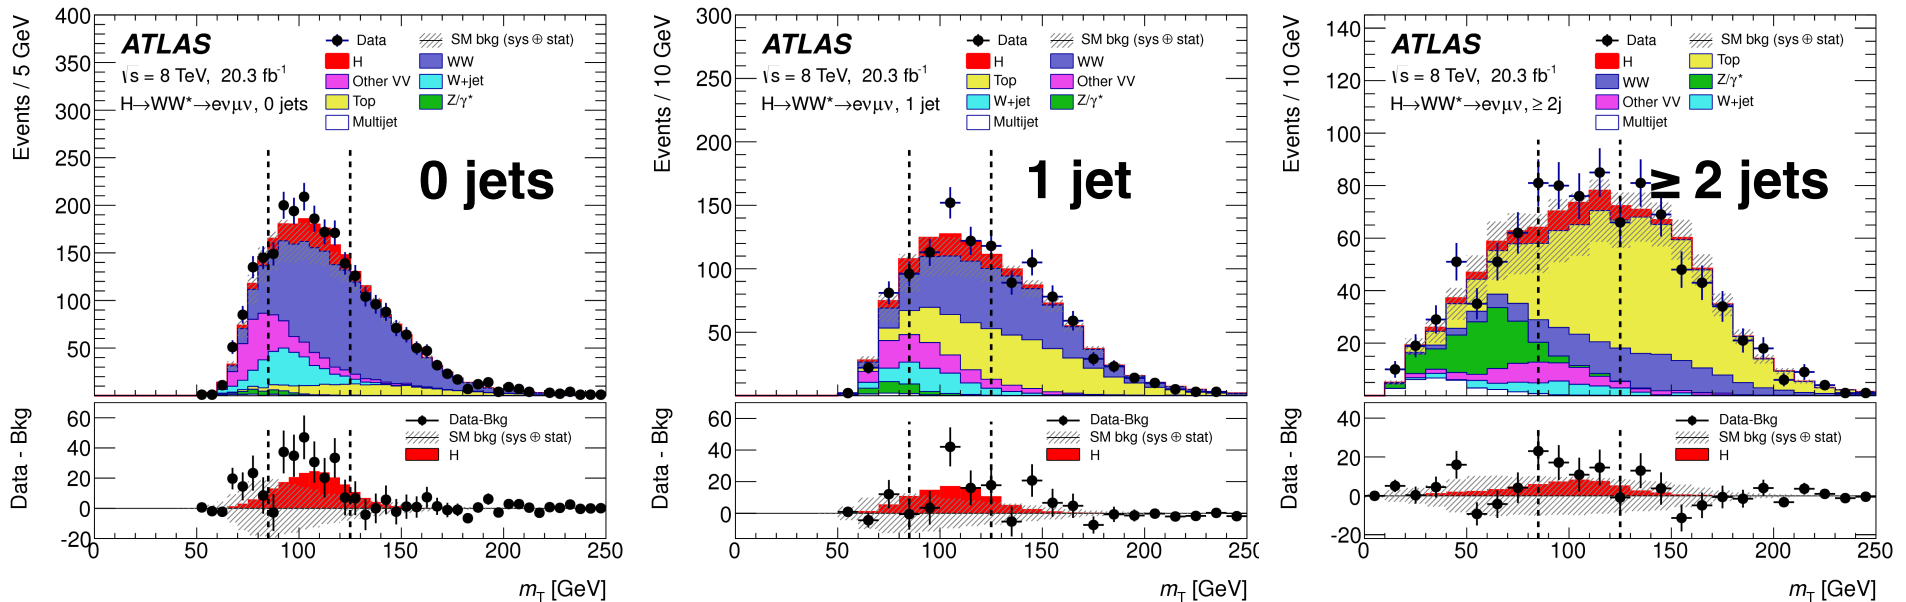 Events / 5 GeV
400
350
300
250
200
150
100
50
ATLAS
√s = 8 TeV, 20.3 fb⁻¹
H→WW*→eνμν, 0 jets
Data
SM bkg (sys ⊕ stat)
H
WW
Other VV
W+jet
Top
Z/γ*
Multijet
0 jets
Data - Bkg
60
40
20
0
-20
Data-Bkg
SM bkg (sys ⊕ stat)
H
0 50 100 150 200 250
mT [GeV]
Events / 10 GeV
300
250
200
150
100
50
ATLAS
√s = 8 TeV, 20.3 fb⁻¹
H→WW*→eνμν, 1 jet
Data
SM bkg (sys ⊕ stat)
H
WW
Top
Other VV
W+jet
Z/γ*
Multijet
1 jet
Data - Bkg
60
40
20
0
Data-Bkg
SM bkg (sys ⊕ stat)
H
0 50 100 150 200 250
mT [GeV]
Events / 10 GeV
140
120
100
80
60
40
20
ATLAS
√s = 8 TeV, 20.3 fb⁻¹
H→WW*→eνμν, ≥ 2j
Data
SM bkg (sys ⊕ stat)
H
Top
WW
Z/γ*
Other VV
W+jet
Multijet
≥ 2 jets
Data - Bkg
40
20
0
-20
Data-Bkg
SM bkg (sys ⊕ stat)
H
0 50 100 150 200 250
mT [GeV]